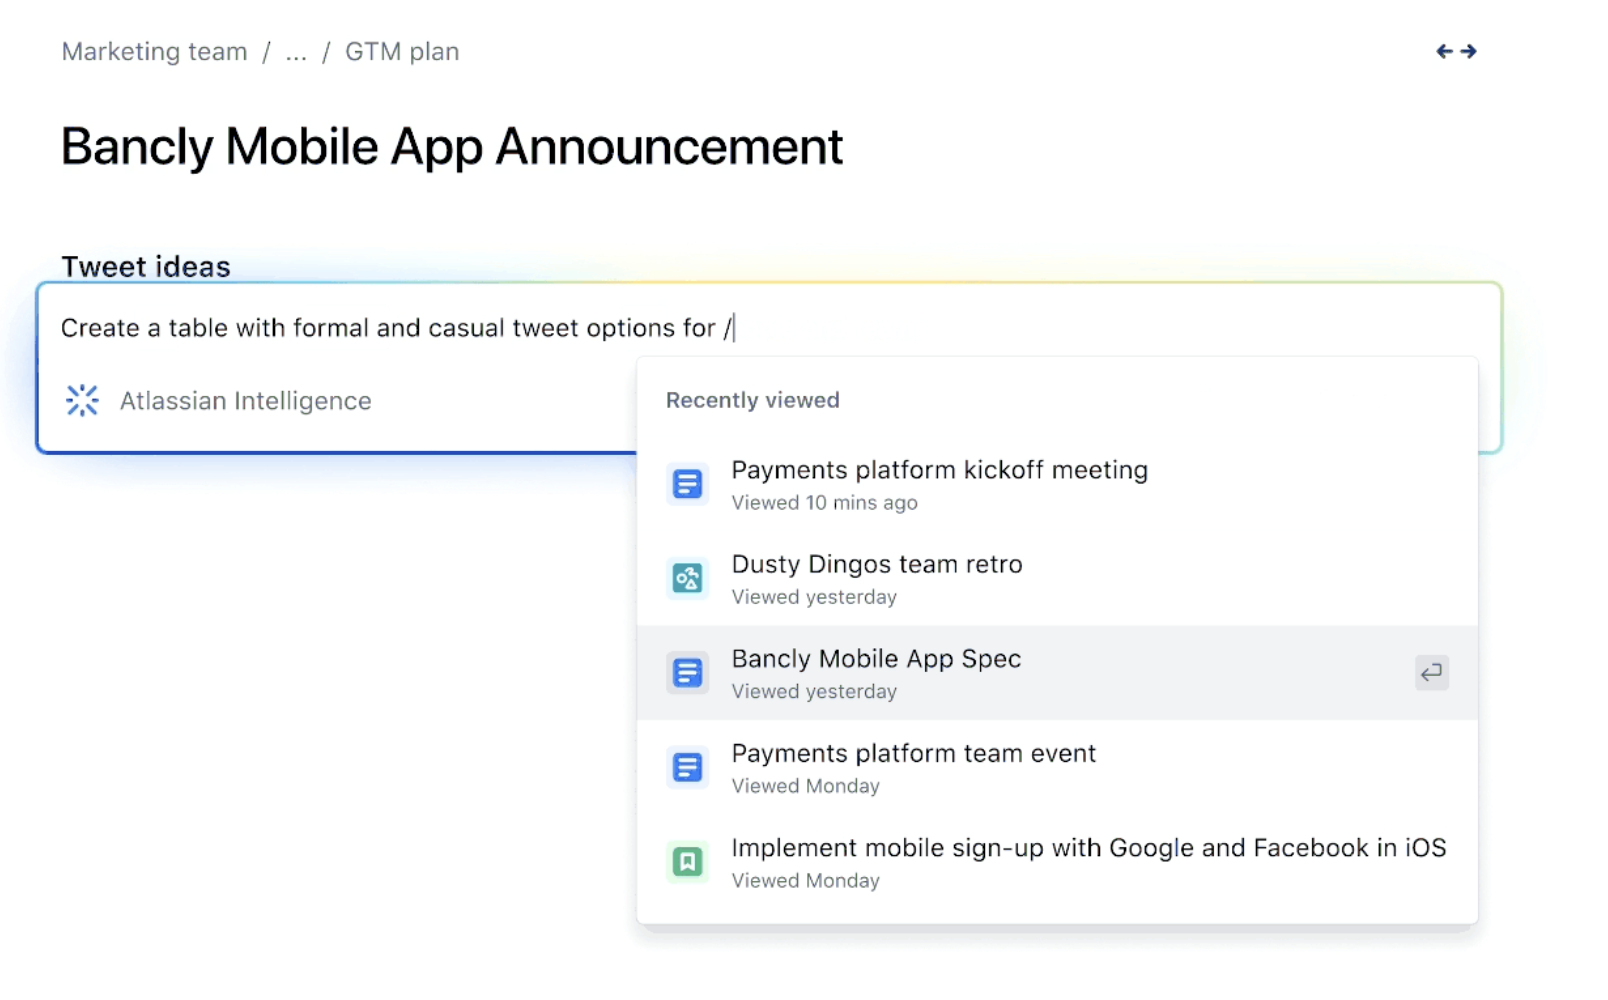 Marketing team / ... / GTM plan
Bancly Mobile App Announcement
Tweet ideas
Create a table with formal and casual tweet options for /
Atlassian Intelligence
Recently viewed
Payments platform kickoff meeting
Viewed 10 mins ago
Dusty Dingos team retro
Viewed yesterday
Bancly Mobile App Spec
Viewed yesterday
Payments platform team event
Viewed Monday
Implement mobile sign-up with Google and Facebook in iOS
Viewed Monday